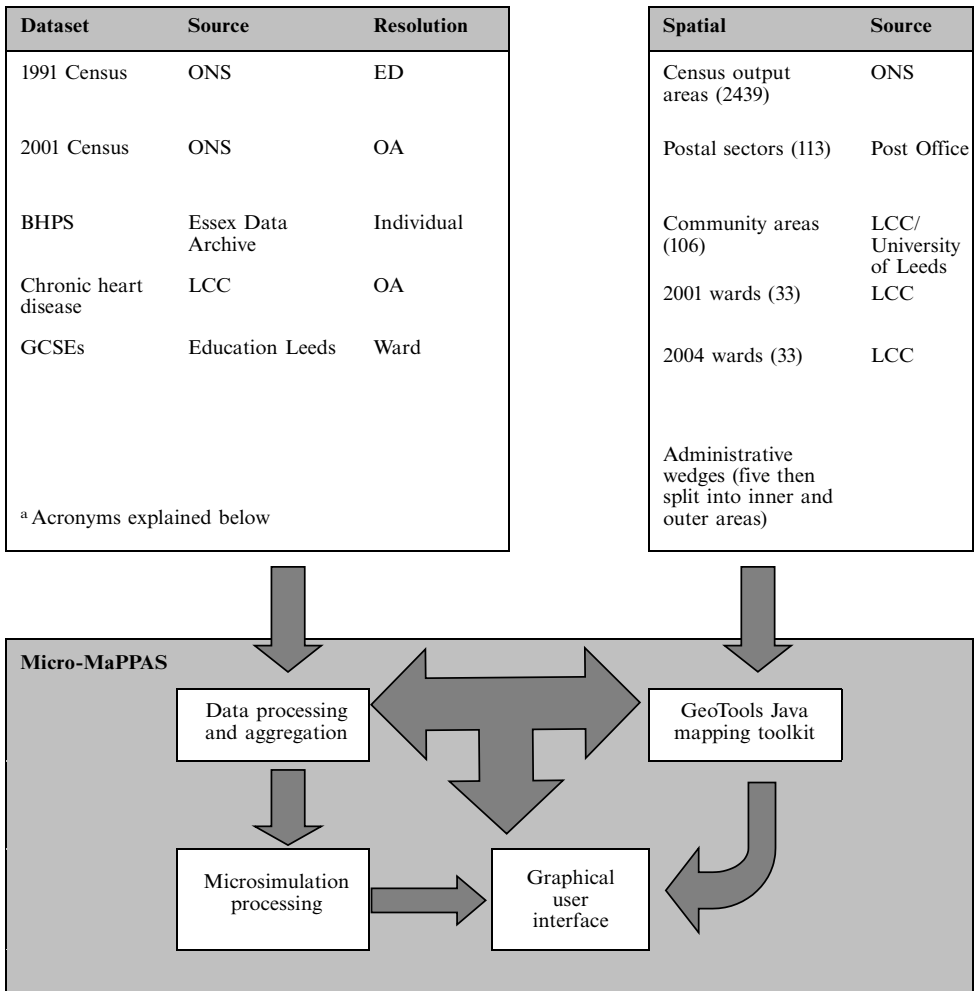 Dataset Source Resolution
1991 Census ONS ED
2001 Census ONS OA
BHPS Essex Data Individual
Archive
Chronic heart LCC OA
disease
GCSEs Education Leeds Ward
a Acronyms explained below
Spatial Source
Census output ONS
areas (2439)
Postal sectors (113) Post Office
Community areas LCC/
(106) University
of Leeds
2001 wards (33) LCC
2004 wards (33) LCC
Administrative
wedges (five then
split into inner and
outer areas)
Micro-MaPPAS
Data processing
and aggregation
GeoTools Java
mapping toolkit
Microsimulation
processing
Graphical
user
interface